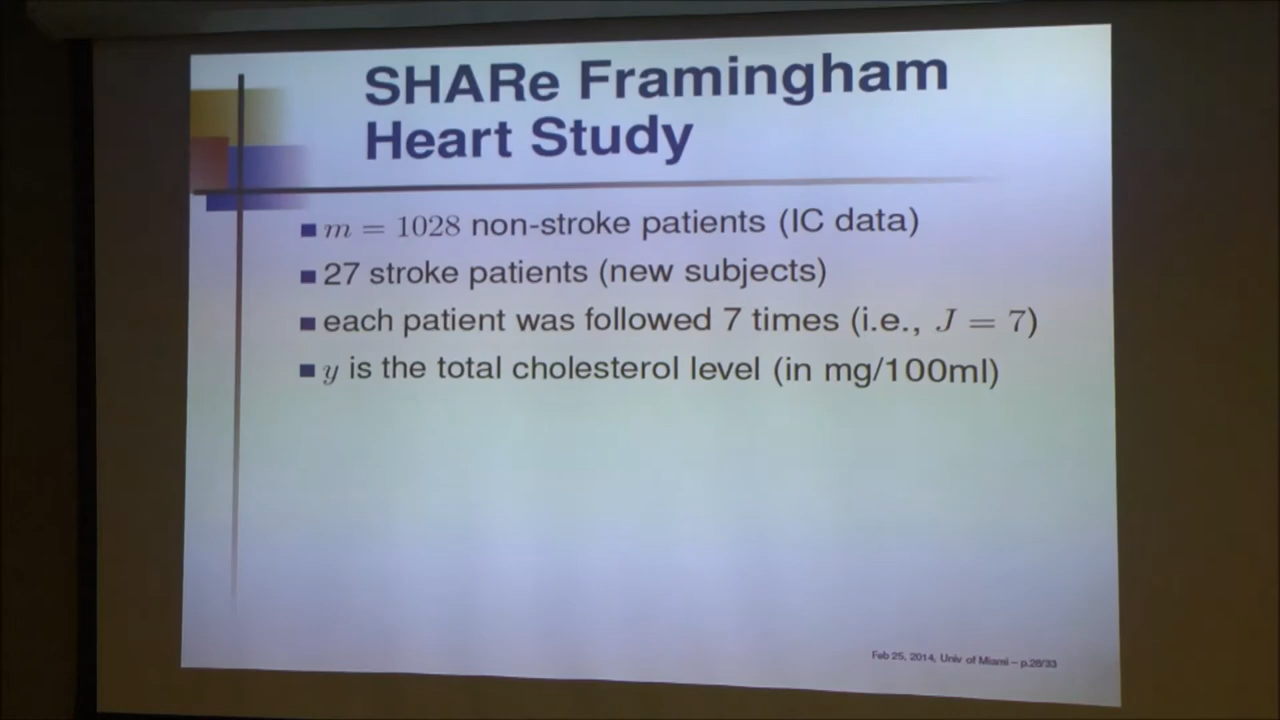 SHARe Framingham
Heart Study
m = 1028 non-stroke patients (IC data)
27 stroke patients (new subjects)
each patient was followed 7 times (i.e., J = 7)
y is the total cholesterol level (in mg/100ml)
Feb 25, 2014, Univ of Miami – p.28/33